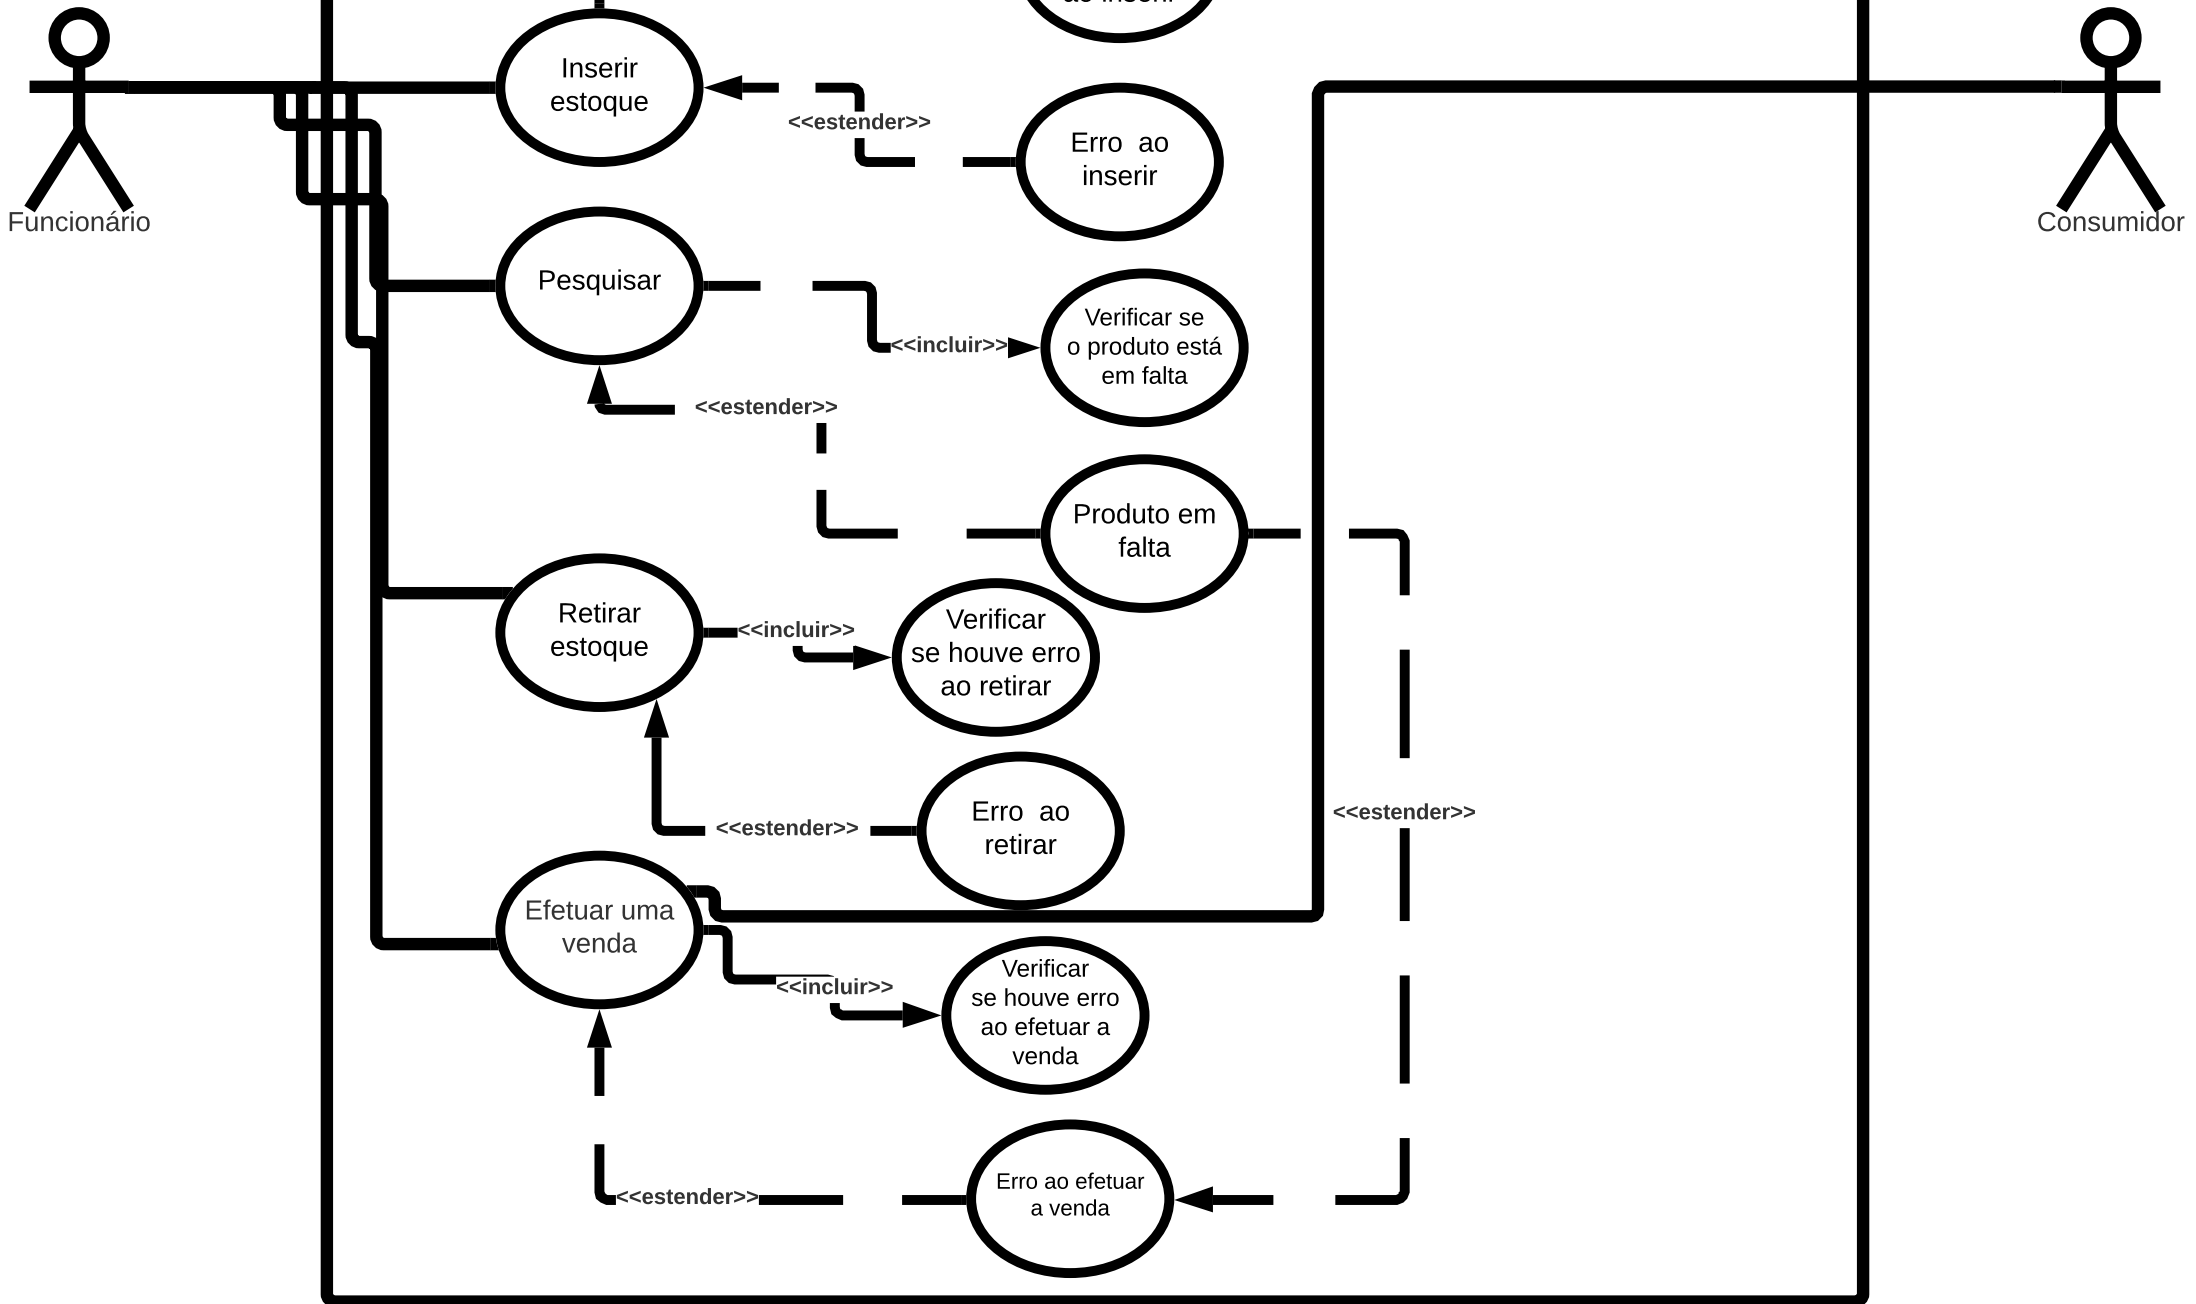 ao inserir
Inserir
estoque
<<estender>>
Erro  ao
inserir
Funcionário
Consumidor
Pesquisar
Verificar se
o produto está
em falta
<<incluir>>
<<estender>>
Produto em
falta
Retirar
estoque
<<incluir>>
Verificar
se houve erro
ao retirar
Erro  ao
retirar
<<estender>>
<<estender>>
Efetuar uma
venda
<<incluir>>
Verificar
se houve erro
ao efetuar a
venda
Erro ao efetuar
a venda
<<estender>>